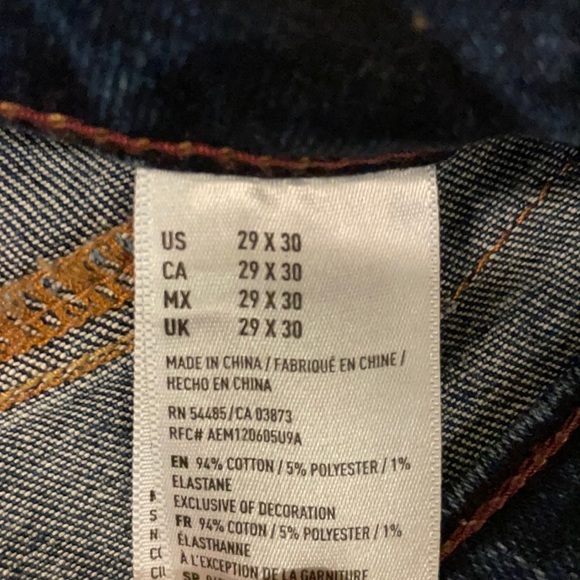 US 29 X 30
CA 29 X 30
MX 29 X 30
UK 29 X 30
MADE IN CHINA / FABRIQUÉ EN CHINE /
HECHO EN CHINA
RN 54485/CA 03873
RFC# AEM120605U9A
EN 94% COTTON / 5% POLYESTER / 1%
ELASTANE
EXCLUSIVE OF DECORATION
FR 94% COTTON / 5% POLYESTER / 1%
ÉLASTHANNE
À L'EXCEPTION DE LA GARNITURE